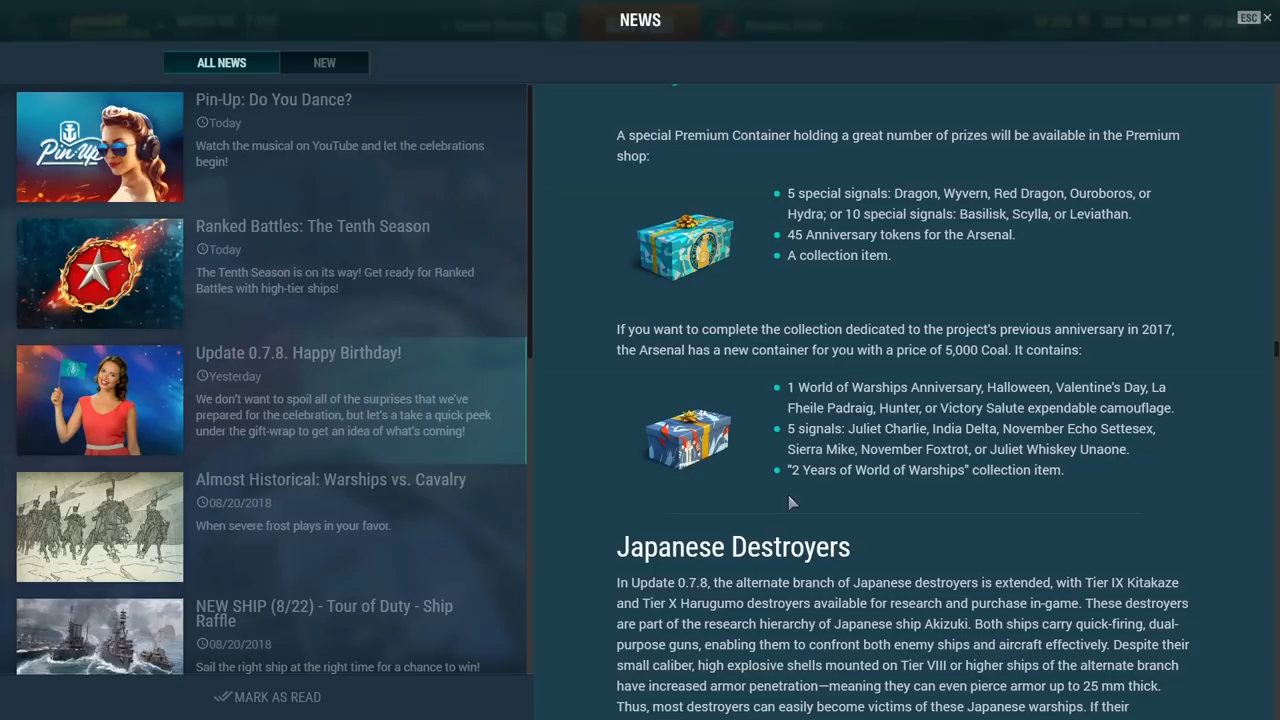 NEWS
ESC
ALL NEWS
NEW
Pin-Up: Do You Dance?
Today
Watch the musical on YouTube and let the celebrations
begin!
Pin-Up
Ranked Battles: The Tenth Season
Today
The Tenth Season is on its way! Get ready for Ranked
Battles with high-tier ships!
Update 0.7.8. Happy Birthday!
Yesterday
We don't want to spoil all of the surprises that we've
prepared for the celebration, but let's a take a quick peek
under the gift-wrap to get an idea of what's coming!
Almost Historical: Warships vs. Cavalry
08/20/2018
When severe frost plays in your favor.
NEW SHIP (8/22) - Tour of Duty - Ship
Raffle
08/20/2018
Sail the right ship at the right time for a chance to win!
MARK AS READ
A special Premium Container holding a great number of prizes will be available in the Premium
shop:
5 special signals: Dragon, Wyvern, Red Dragon, Ouroboros, or
Hydra; or 10 special signals: Basilisk, Scylla, or Leviathan.
45 Anniversary tokens for the Arsenal.
A collection item.
If you want to complete the collection dedicated to the project's previous anniversary in 2017,
the Arsenal has a new container for you with a price of 5,000 Coal. It contains:
1 World of Warships Anniversary, Halloween, Valentine's Day, La
Fheile Padraig, Hunter, or Victory Salute expendable camouflage.
5 signals: Juliet Charlie, India Delta, November Echo Settesex,
Sierra Mike, November Foxtrot, or Juliet Whiskey Unaone.
"2 Years of World of Warships" collection item.
Japanese Destroyers
In Update 0.7.8, the alternate branch of Japanese destroyers is extended, with Tier IX Kitakaze
and Tier X Harugumo destroyers available for research and purchase in-game. These destroyers
are part of the research hierarchy of Japanese ship Akizuki. Both ships carry quick-firing, dual-
purpose guns, enabling them to confront both enemy ships and aircraft effectively. Despite their
small caliber, high explosive shells mounted on Tier VIII or higher ships of the alternate branch
have increased armor penetration—meaning they can even pierce armor up to 25 mm thick.
Thus, most destroyers can easily become victims of these Japanese warships. If their